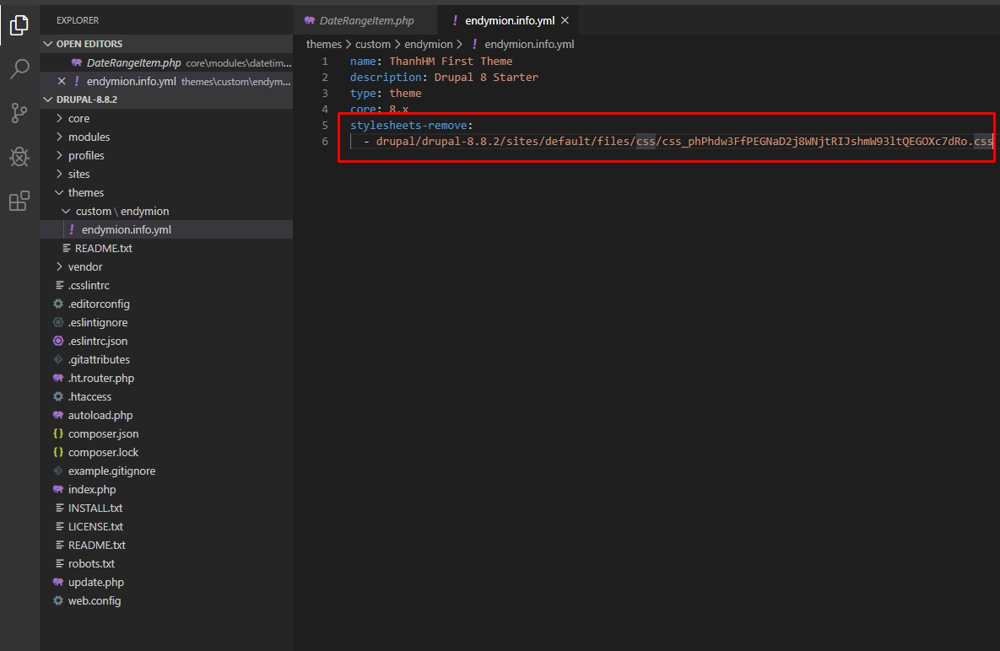 EXPLORER
OPEN EDITORS
DateRangeItem.php core\modules\datetim...
endymion.info.yml themes\custom\endym...
DRUPAL-8.8.2
core
modules
profiles
sites
themes
custom \ endymion
endymion.info.yml
README.txt
vendor
.csslintrc
.editorconfig
.eslintignore
.eslintrc.json
.gitattributes
.ht.router.php
.htaccess
autoload.php
composer.json
composer.lock
example.gitignore
index.php
INSTALL.txt
LICENSE.txt
README.txt
robots.txt
update.php
web.config
DateRangeItem.php
endymion.info.yml
themes > custom > endymion > ! endymion.info.yml
1 name: ThanhHM First Theme
2 description: Drupal 8 Starter
3 type: theme
4 core: 8.x
5 stylesheets-remove:
6 - drupal/drupal-8.8.2/sites/default/files/css/css_phPhdw3FfPEGNaD2j8WNjtRIJshmW93ltQEGOXc7dRo.css